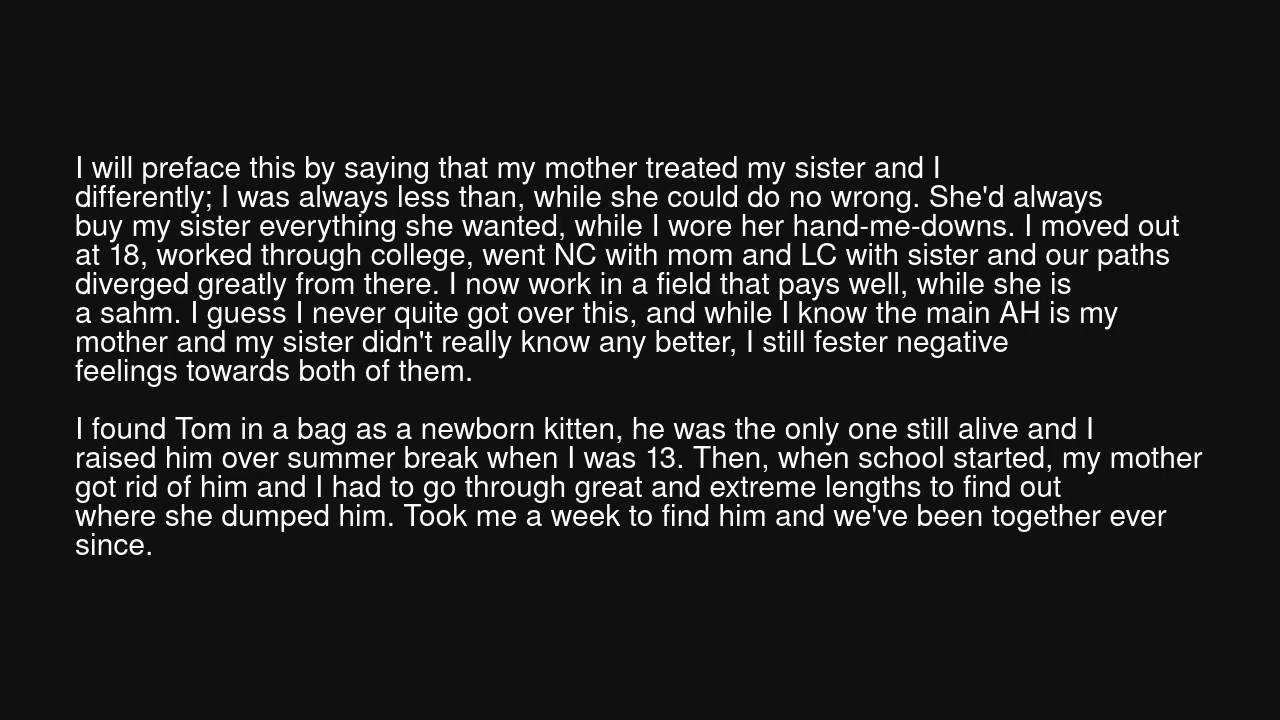 I will preface this by saying that my mother treated my sister and I
differently; I was always less than, while she could do no wrong. She'd always
buy my sister everything she wanted, while I wore her hand-me-downs. I moved out
at 18, worked through college, went NC with mom and LC with sister and our paths
diverged greatly from there. I now work in a field that pays well, while she is
a sahm. I guess I never quite got over this, and while I know the main AH is my
mother and my sister didn't really know any better, I still fester negative
feelings towards both of them.

I found Tom in a bag as a newborn kitten, he was the only one still alive and I
raised him over summer break when I was 13. Then, when school started, my mother
got rid of him and I had to go through great and extreme lengths to find out
where she dumped him. Took me a week to find him and we've been together ever
since.